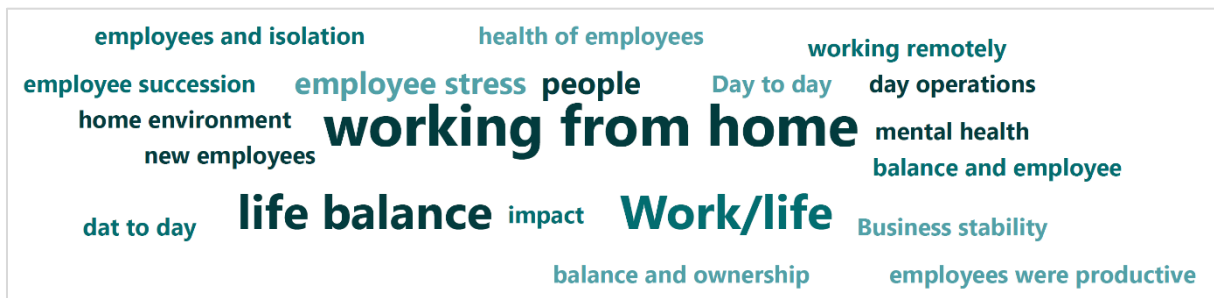 employees and isolation
health of employees
working remotely
employee succession
employee stress
people
Day to day
day operations
home environment
working from home
mental health
new employees
balance and employee
life balance
impact
Work/life
dat to day
Business stability
balance and ownership
employees were productive